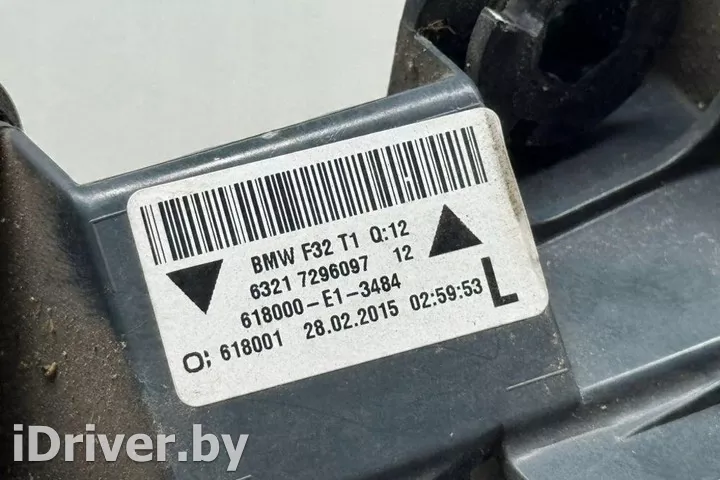 BMW F32 T1 Q:12
6321 7296097 12
618000-E1-3484
O; 618001 28.02.2015 02:59:53 L
iDriver.by